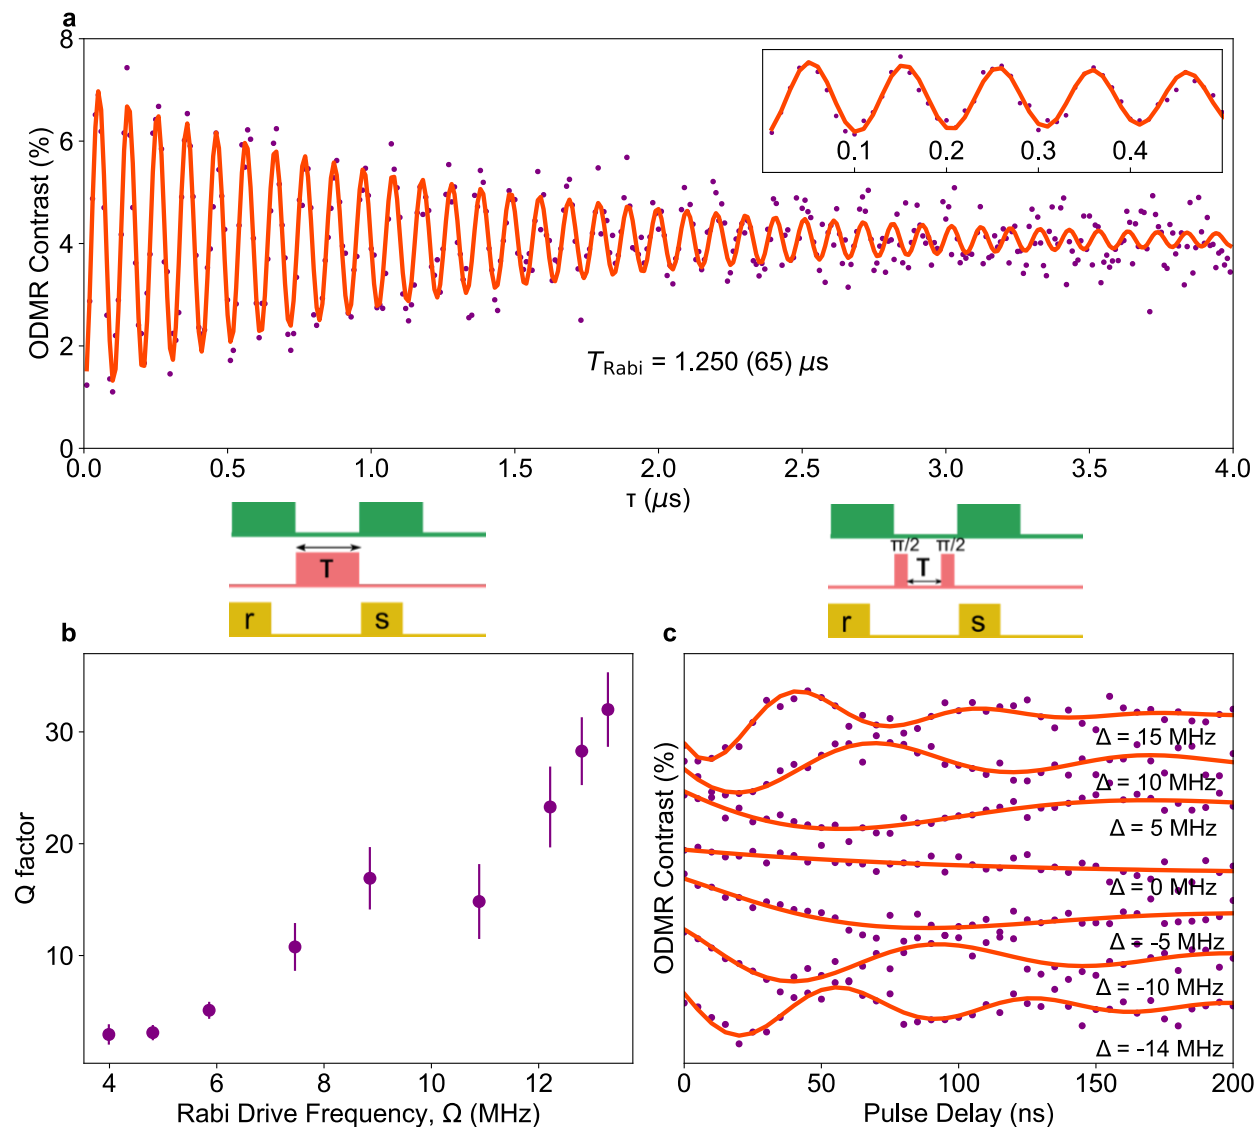 a
8
6
4
2
0
ODMR Contrast (%)
0.1 0.2 0.3 0.4
T_Rabi = 1.250 (65) μs
0.0 0.5 1.0 1.5 2.0 2.5 3.0 3.5 4.0
τ (μs)
T
r s
π/2 π/2
T
r s
b
30
20
10
Q factor
4 6 8 10 12
Rabi Drive Frequency, Ω (MHz)
c
ODMR Contrast (%)
Δ = 15 MHz
Δ = 10 MHz
Δ = 5 MHz
Δ = 0 MHz
Δ = -5 MHz
Δ = -10 MHz
Δ = -14 MHz
0 50 100 150 200
Pulse Delay (ns)